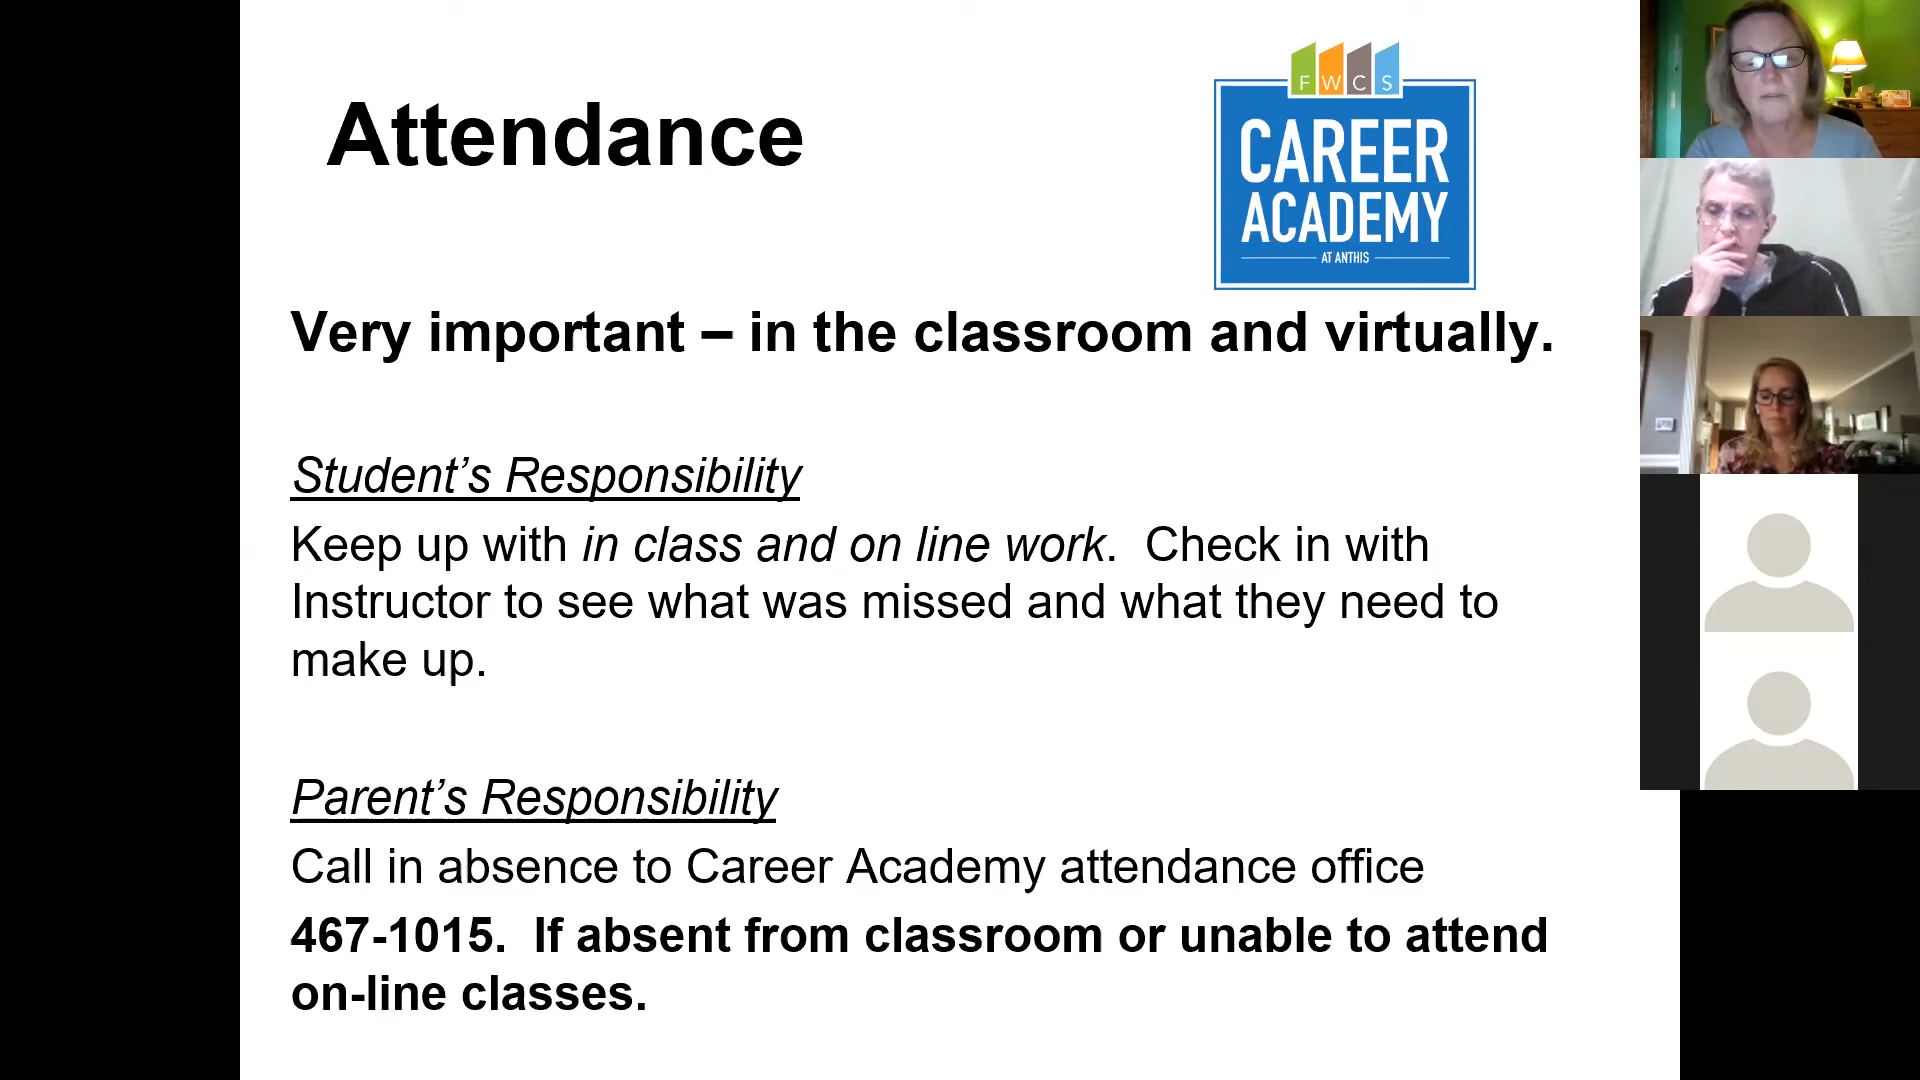 Attendance
FWCS
CAREER
ACADEMY
AT ANTHIS
Very important – in the classroom and virtually.
Student’s Responsibility
Keep up with in class and on line work.  Check in with
Instructor to see what was missed and what they need to
make up.
Parent’s Responsibility
Call in absence to Career Academy attendance office
467-1015.  If absent from classroom or unable to attend
on-line classes.